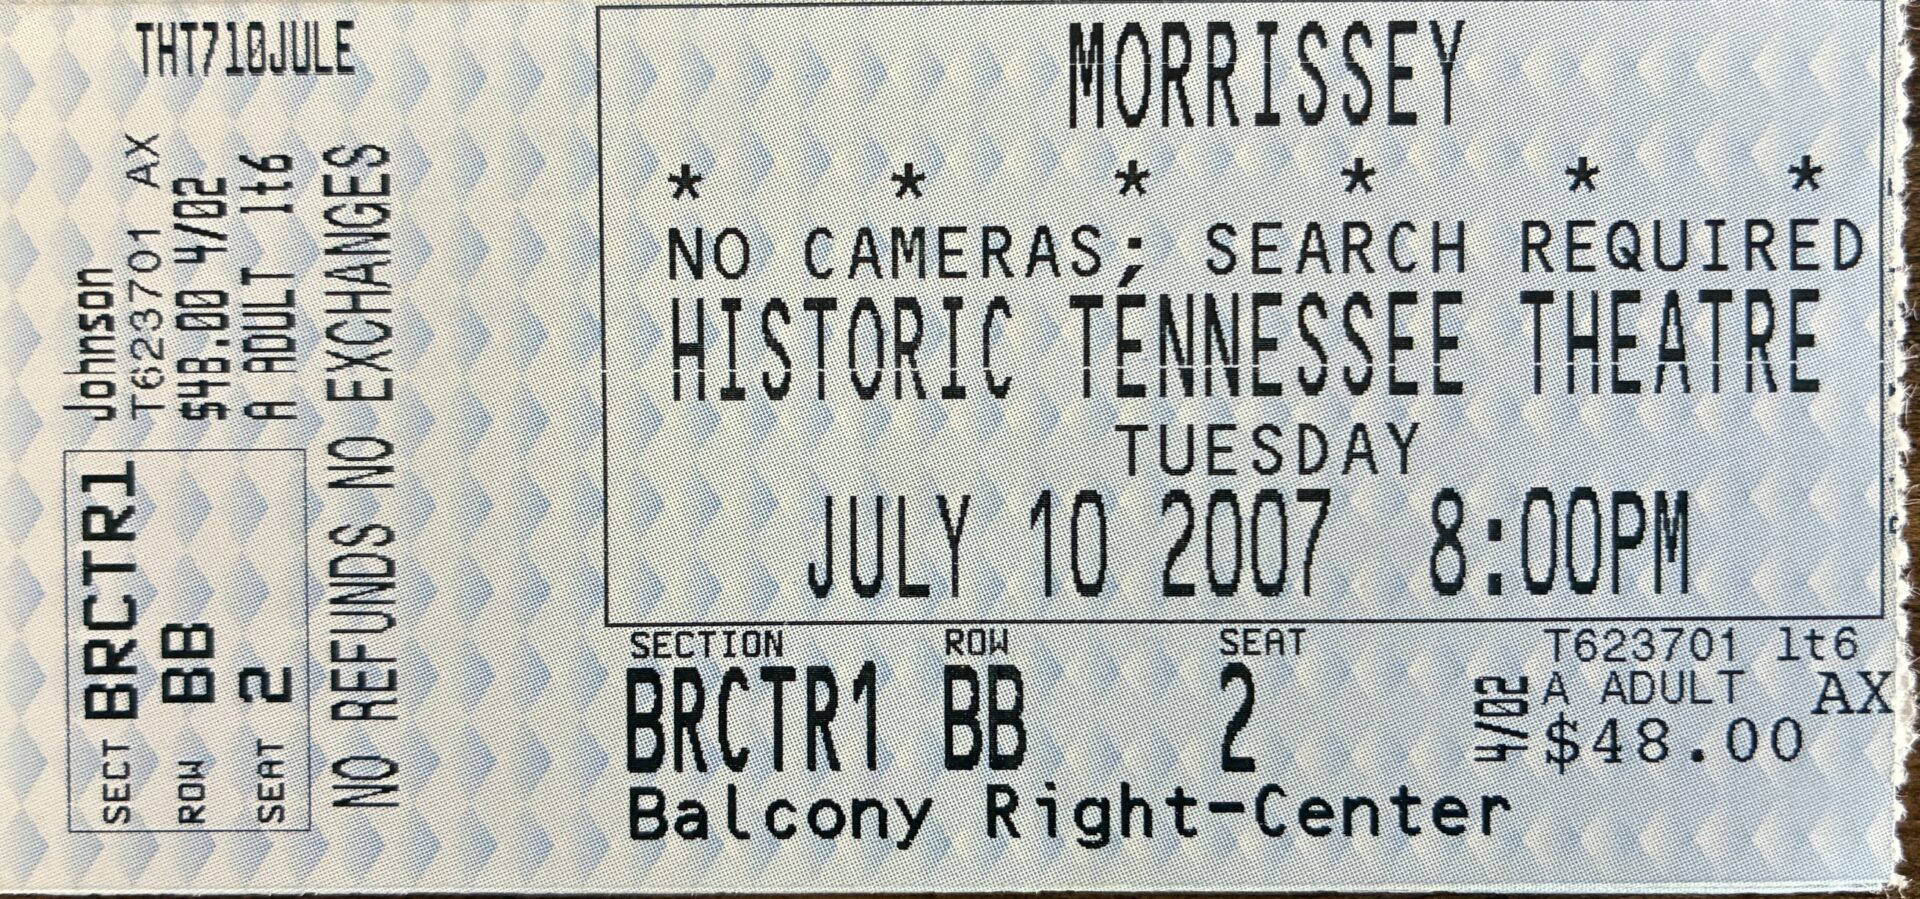 THT710JULE
Johnson
T623701 AX
$48.00 4/02
A ADULT 1t6
SECT BRCTR1
ROW BB
SEAT 2
NO REFUNDS NO EXCHANGES
MORRISSEY
* * * * * *
NO CAMERAS; SEARCH REQUIRED
HISTORIC TENNESSEE THEATRE
TUESDAY
JULY 10 2007 8:00PM
SECTION ROW SEAT
BRCTR1 BB 2
Balcony Right-Center
T623701 1t6
A ADULT AX
4/02 $48.00